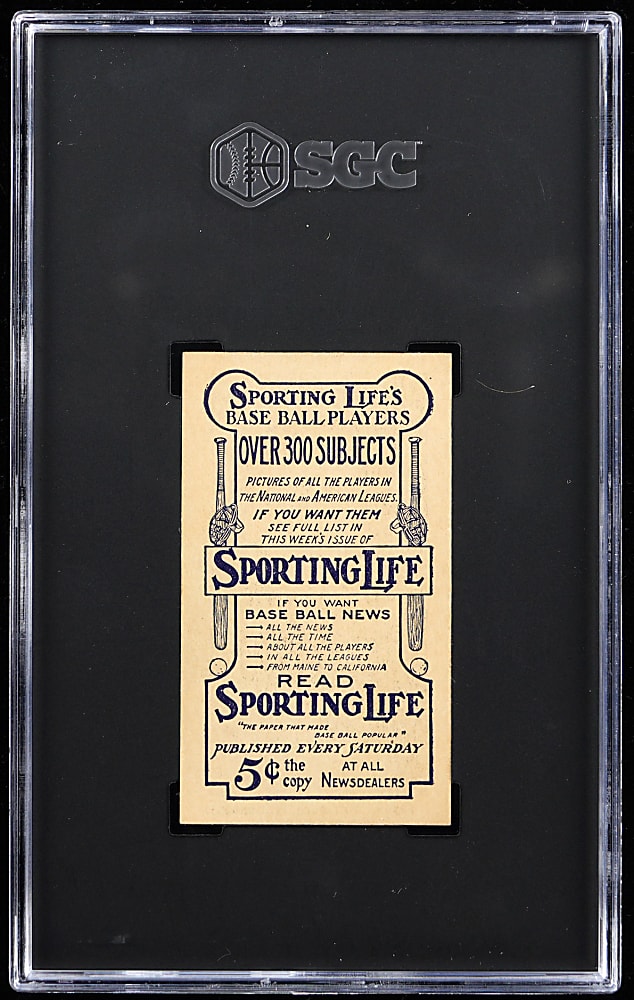 SGC
SPORTING LIFE'S
BASE BALL PLAYERS
OVER 300 SUBJECTS
PICTURES OF ALL THE PLAYERS IN
THE NATIONAL AND AMERICAN LEAGUES.
IF YOU WANT THEM
SEE FULL LIST IN
THIS WEEK'S ISSUE OF
SPORTING LIFE
IF YOU WANT
BASE BALL NEWS
ALL THE NEWS
ALL THE TIME
ABOUT ALL THE PLAYERS
IN ALL THE LEAGUES
FROM MAINE TO CALIFORNIA
READ
SPORTING LIFE
"THE PAPER THAT MADE
BASE BALL POPULAR"
PUBLISHED EVERY SATURDAY
5¢ the copy AT ALL NEWSDEALERS